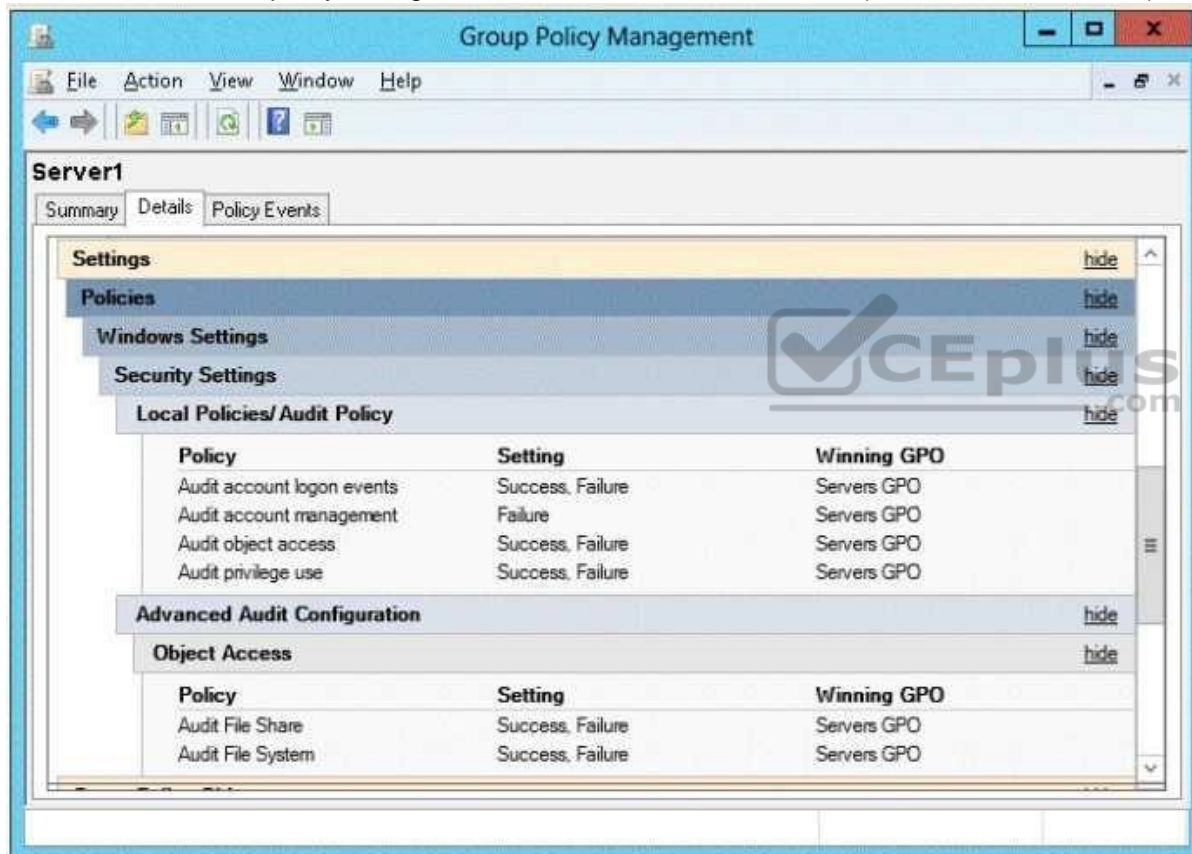 Group Policy Management
File Action View Window Help
Server1
Summary Details Policy Events
Settings hide
Policies hide
Windows Settings hide
Security Settings hide
Local Policies/Audit Policy hide
Policy Setting Winning GPO
Audit account logon events Success, Failure Servers GPO
Audit account management Failure Servers GPO
Audit object access Success, Failure Servers GPO
Audit privilege use Success, Failure Servers GPO
Advanced Audit Configuration hide
Object Access hide
Policy Setting Winning GPO
Audit File Share Success, Failure Servers GPO
Audit File System Success, Failure Servers GPO
CEplus
.com